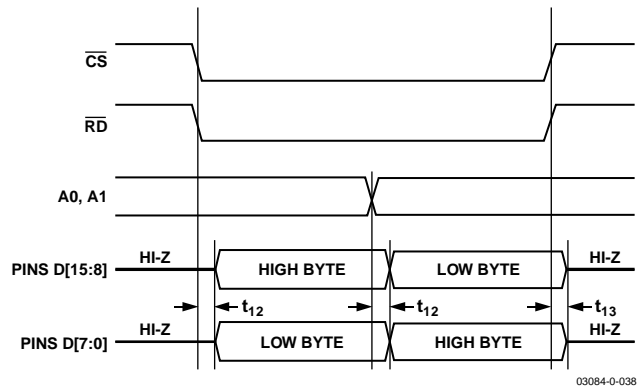 CS
RD
A0, A1
PINS D[15:8] HI-Z HIGH BYTE LOW BYTE HI-Z
t12 t12 t13
PINS D[7:0] HI-Z LOW BYTE HIGH BYTE HI-Z
03084-0-038